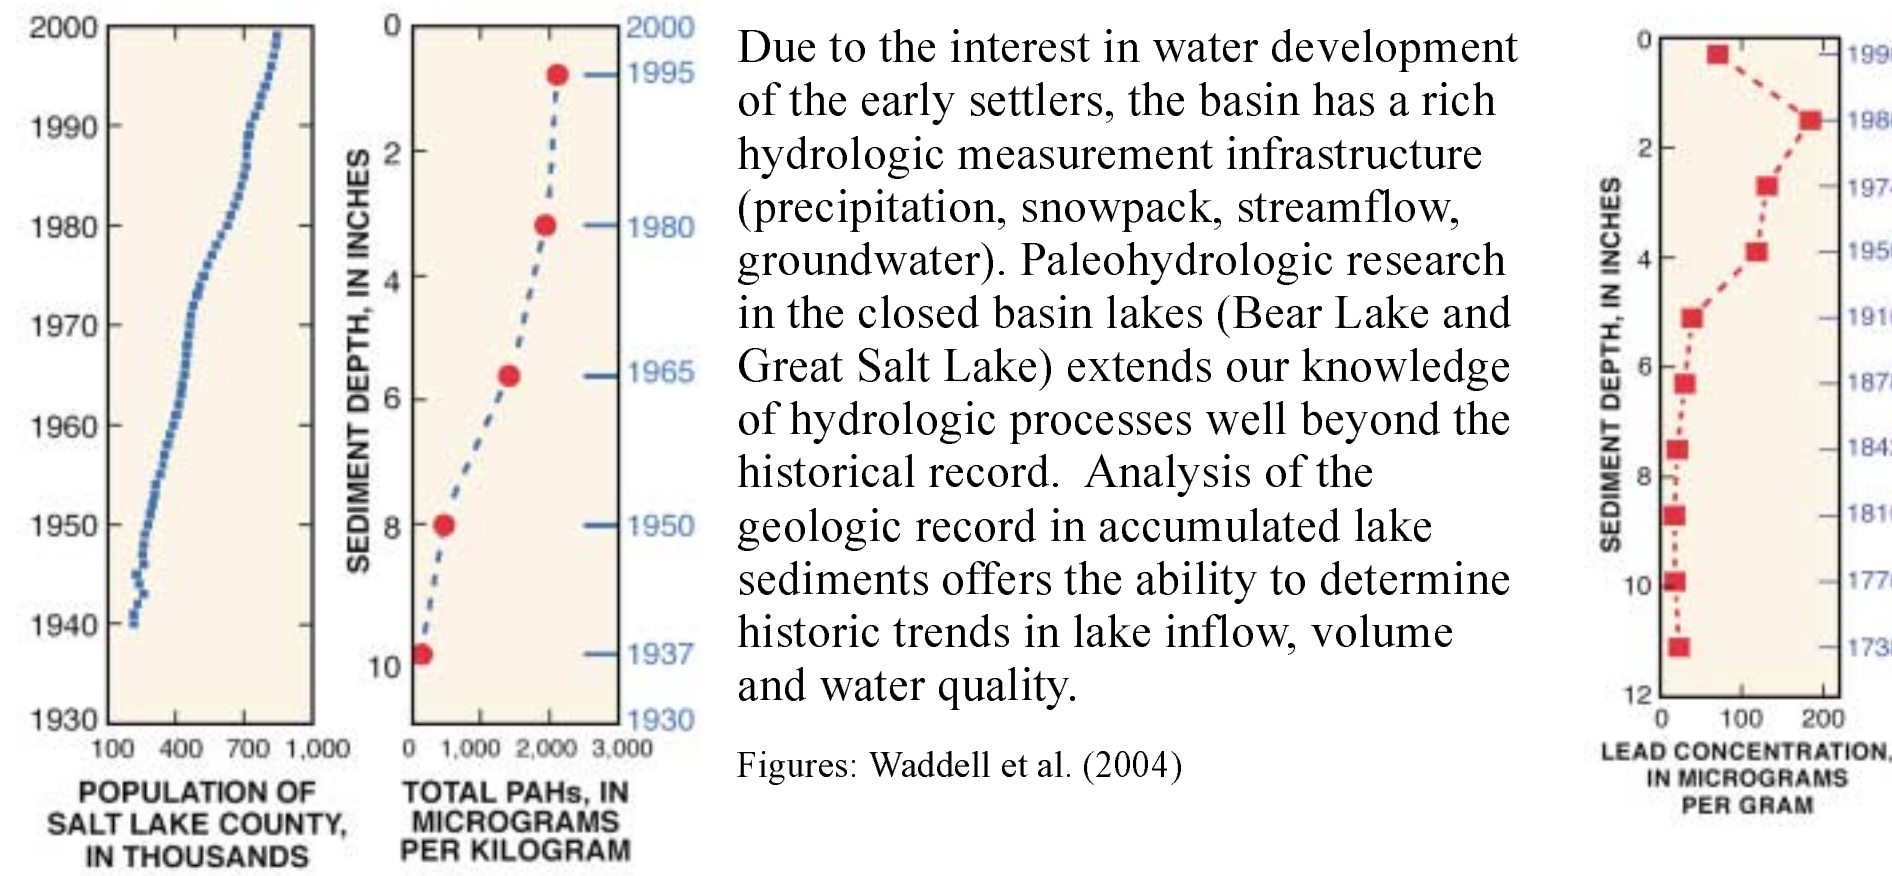 2000
1990
1980
1970
1960
1950
1940
1930
100 400 700 1,000
POPULATION OF
SALT LAKE COUNTY,
IN THOUSANDS
SEDIMENT DEPTH, IN INCHES
0
2
4
6
8
10
2000
1995
1980
1965
1950
1937
1930
0 1,000 2,000 3,000
TOTAL PAHs, IN
MICROGRAMS
PER KILOGRAM
Due to the interest in water development
of the early settlers, the basin has a rich
hydrologic measurement infrastructure
(precipitation, snowpack, streamflow,
groundwater). Paleohydrologic research
in the closed basin lakes (Bear Lake and
Great Salt Lake) extends our knowledge
of hydrologic processes well beyond the
historical record.  Analysis of the
geologic record in accumulated lake
sediments offers the ability to determine
historic trends in lake inflow, volume
and water quality.
Figures: Waddell et al. (2004)
SEDIMENT DEPTH, IN INCHES
0
2
4
6
8
10
12
0 100 200
LEAD CONCENTRATION,
IN MICROGRAMS
PER GRAM